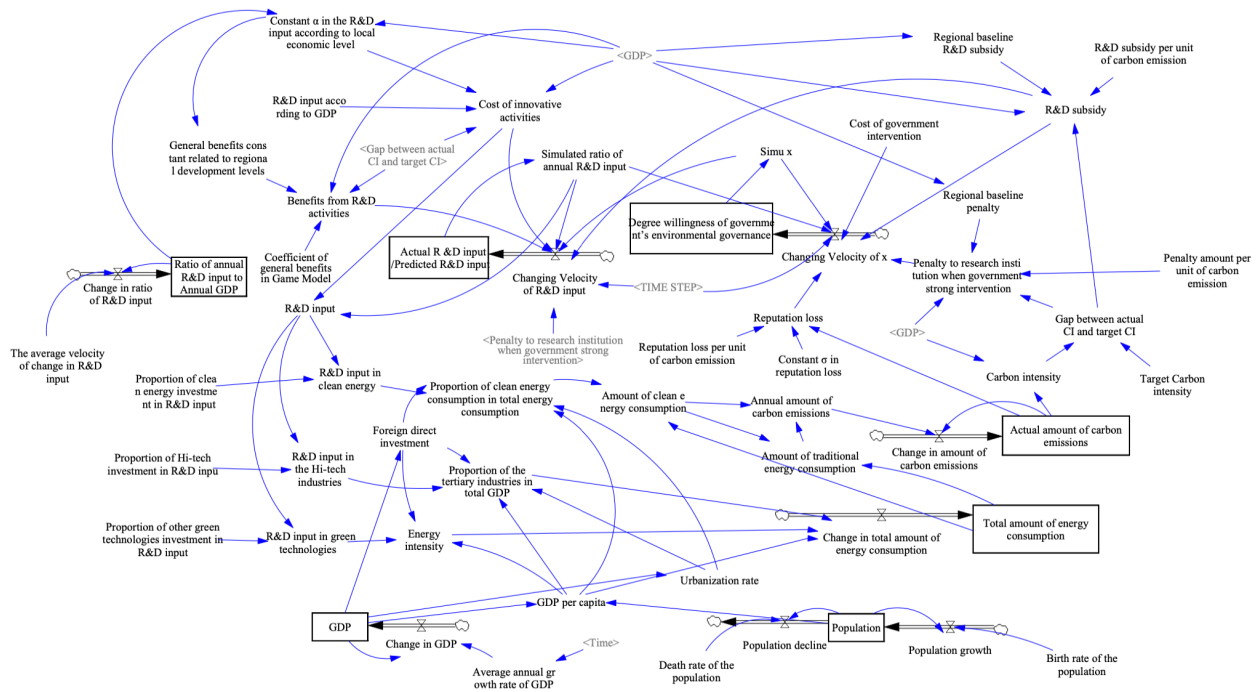 Constant α in the R&D
input according to local
economic level
<GDP>
Regional baseline
R&D subsidy
R&D subsidy per unit
of carbon emission
R&D input acco
rding to GDP
Cost of innovative
activities
R&D subsidy
Cost of government
intervention
General benefits cons
tant related to regiona
l development levels
<Gap between actual
CI and target CI>
Simulated ratio of
annual R&D input
Simu x
Benefits from R&D
activities
Regional baseline
penalty
Degree willingness of governme
nt's environmental governance
Actual R &D input
/Predicted R&D input
Coefficient of
general benefits
in Game Model
Ratio of annual
R&D input to
Annual GDP
Change in ratio
of R&D input
Changing Velocity
of R&D input
Changing Velocity of x
Penalty to research insti
tution when government
strong intervention
Penalty amount per
unit of carbon
emission
<TIME STEP>
R&D input
Reputation loss
<GDP>
Gap between actual
CI and target CI
The average velocity
of change in R&D
input
<Penalty to research institution
when government strong
intervention>
Reputation loss per unit
of carbon emission
Constant σ in
reputation loss
Carbon intensity
Target Carbon
intensity
Proportion of clea
n energy investme
nt in R&D input
R&D input in
clean energy
Proportion of clean energy
consumption in total energy
consumption
Amount of clean e
nergy consumption
Annual amount of
carbon emissions
Actual amount of carbon
emissions
Foreign direct
investment
Change in amount of
carbon emissions
Proportion of Hi-tech
investment in R&D inpu
R&D input in
the Hi-tech
industries
Proportion of the
tertiary industries in
total GDP
Amount of traditional
energy consumption
Proportion of other green
technologies investment in
R&D input
R&D input in green
technologies
Energy
intensity
Change in total amount of
energy consumption
Total amount of energy
consumption
Urbanization rate
GDP per capita
GDP
Change in GDP
<Time>
Average annual gr
owth rate of GDP
Population decline
Population
Population growth
Death rate of the
population
Birth rate of the
population